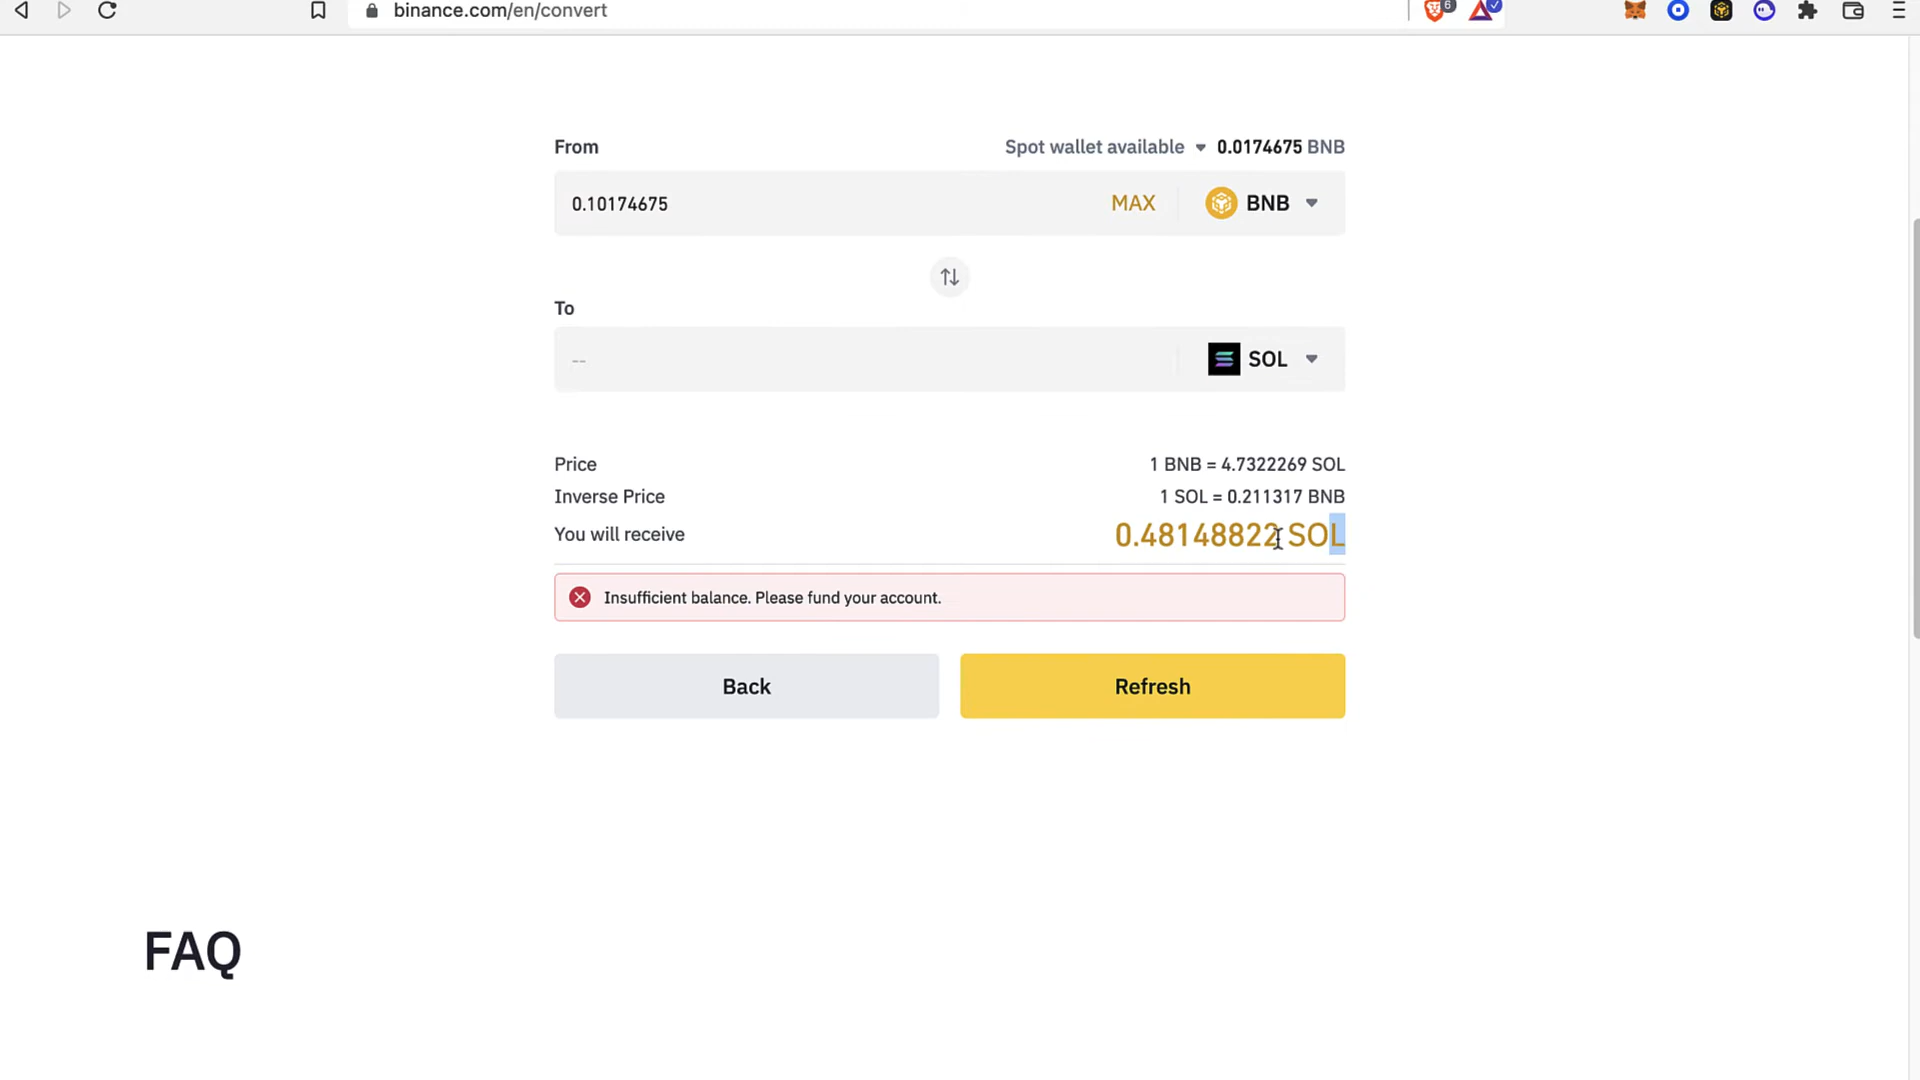 binance.com/en/convert
6
From
Spot wallet available 0.0174675 BNB
0.10174675
MAX
BNB
To
--
SOL
Price
1 BNB = 4.7322269 SOL
Inverse Price
1 SOL = 0.211317 BNB
You will receive
0.48148822 SOL
Insufficient balance. Please fund your account.
Back
Refresh
FAQ